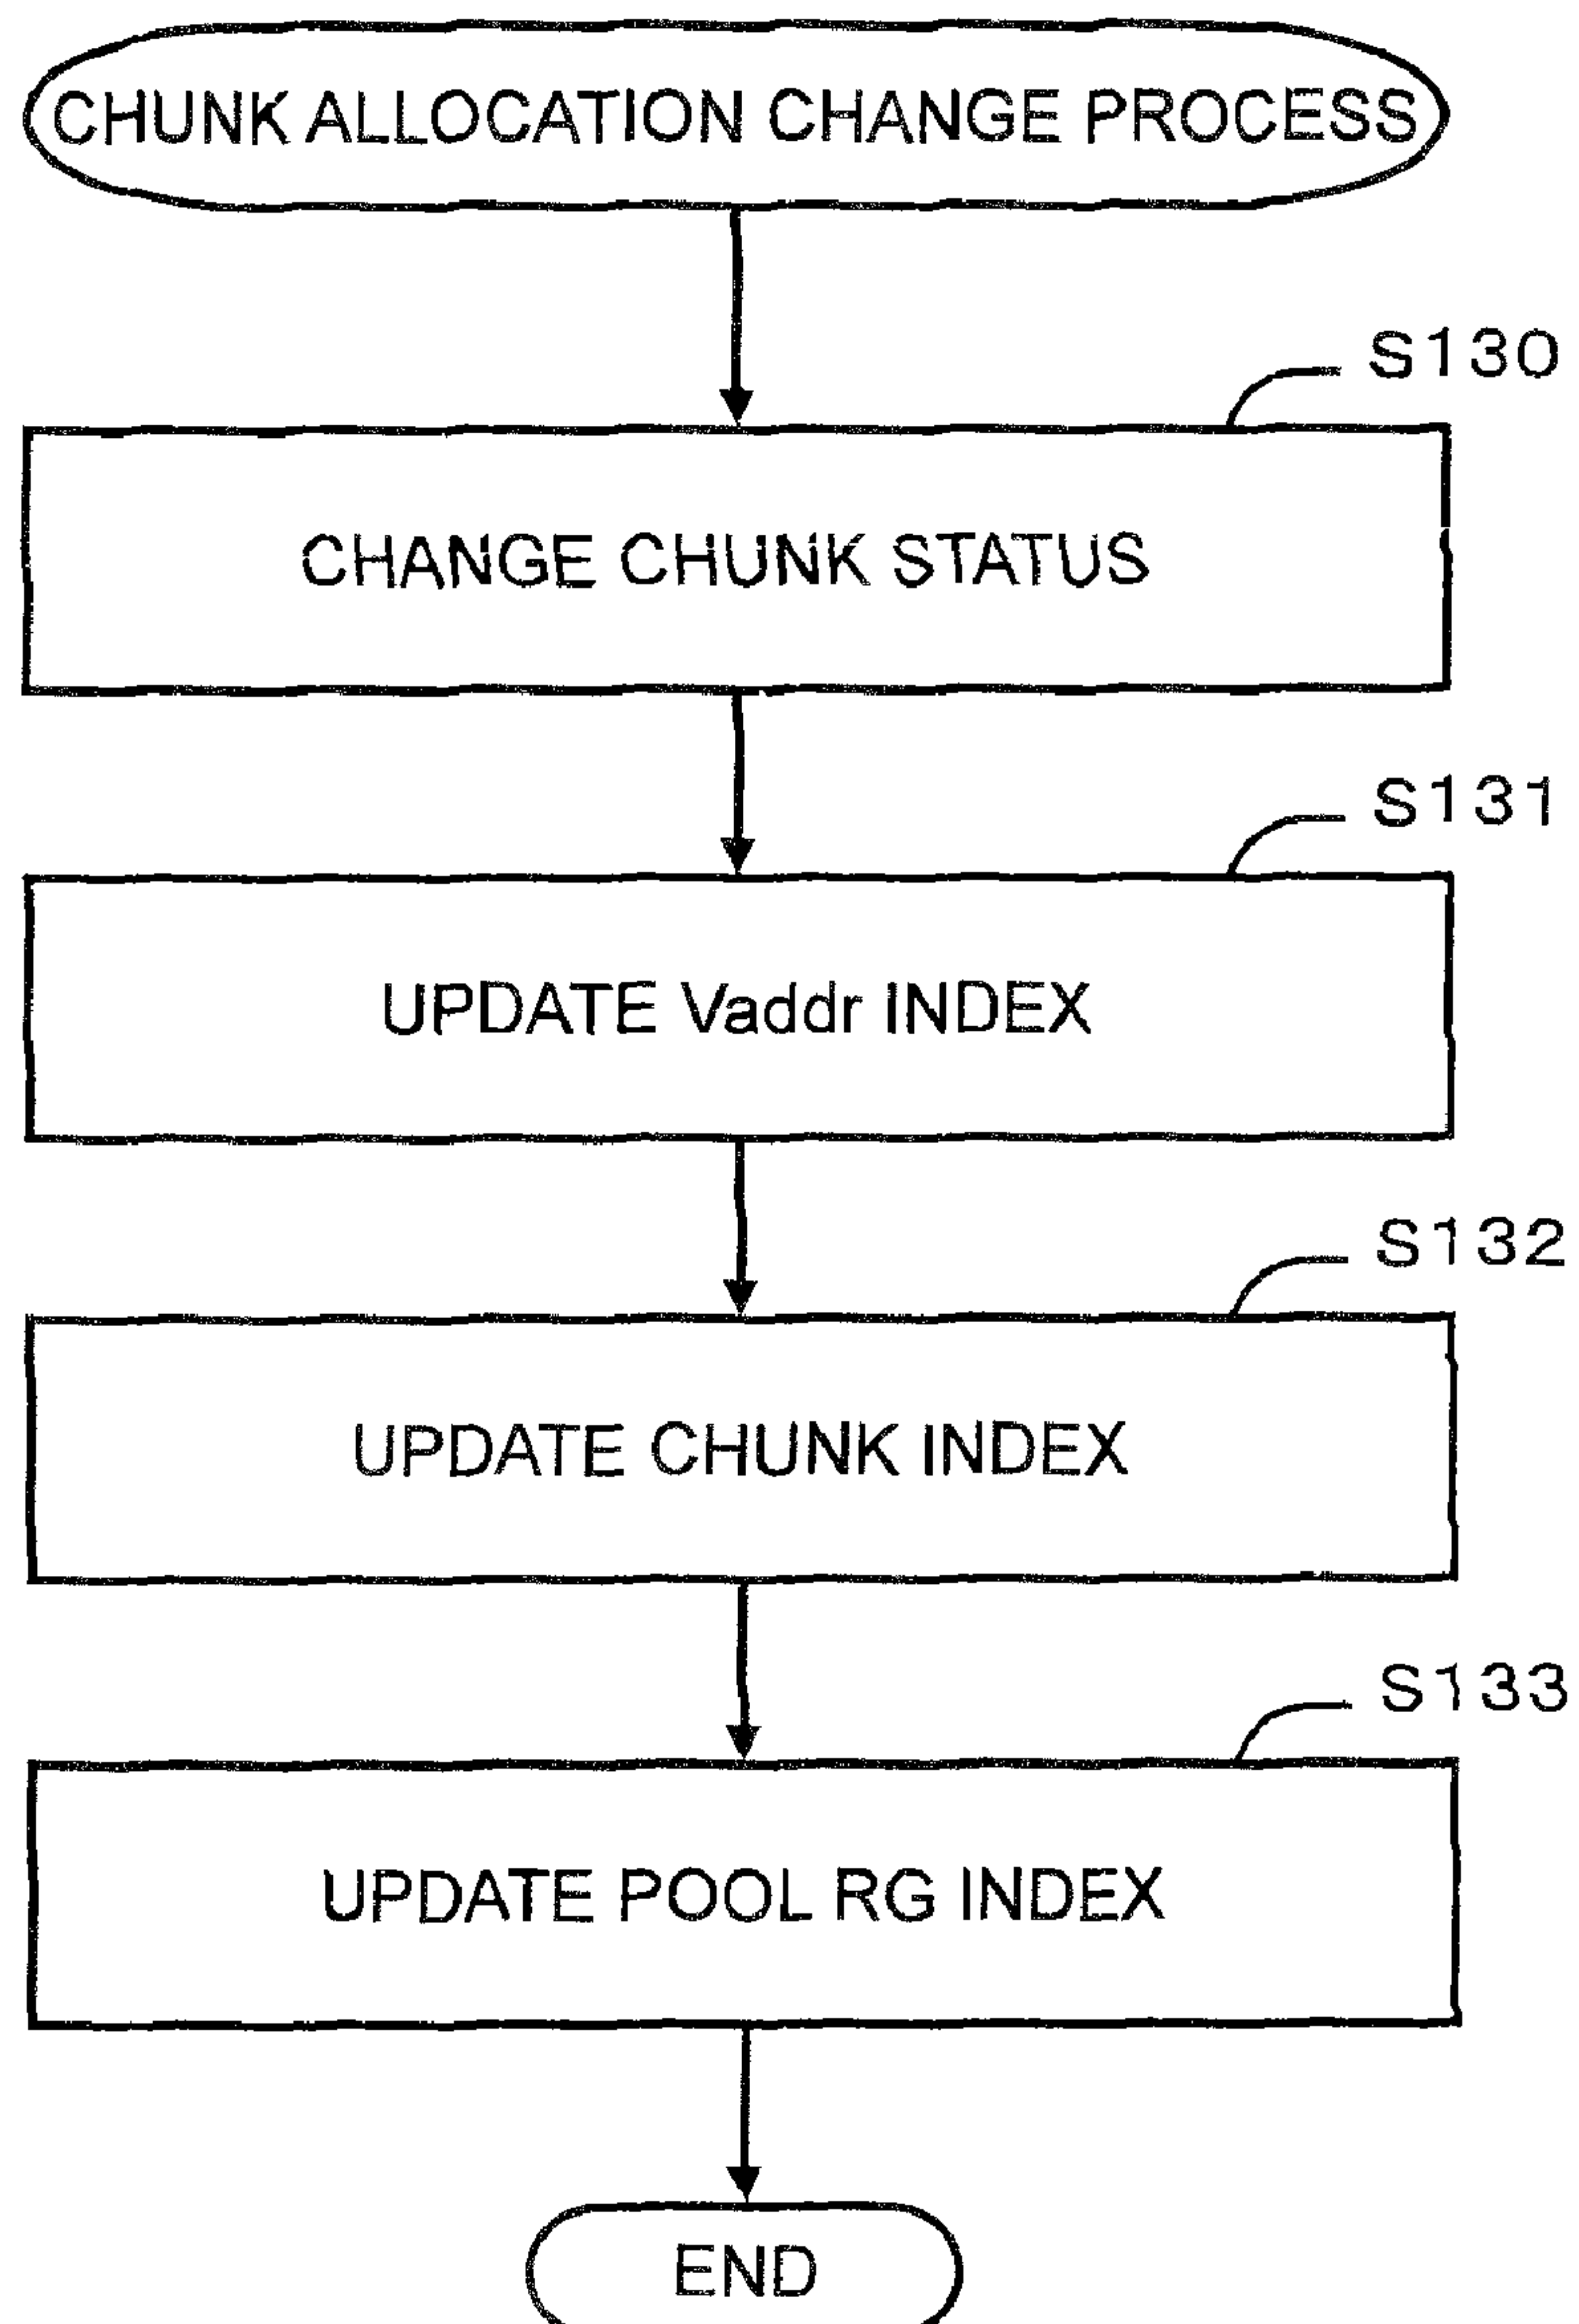 CHUNK ALLOCATION CHANGE PROCESS
S130
CHANGE CHUNK STATUS
S131
UPDATE Vaddr INDEX
S132
UPDATE CHUNK INDEX
S133
UPDATE POOL RG INDEX
END